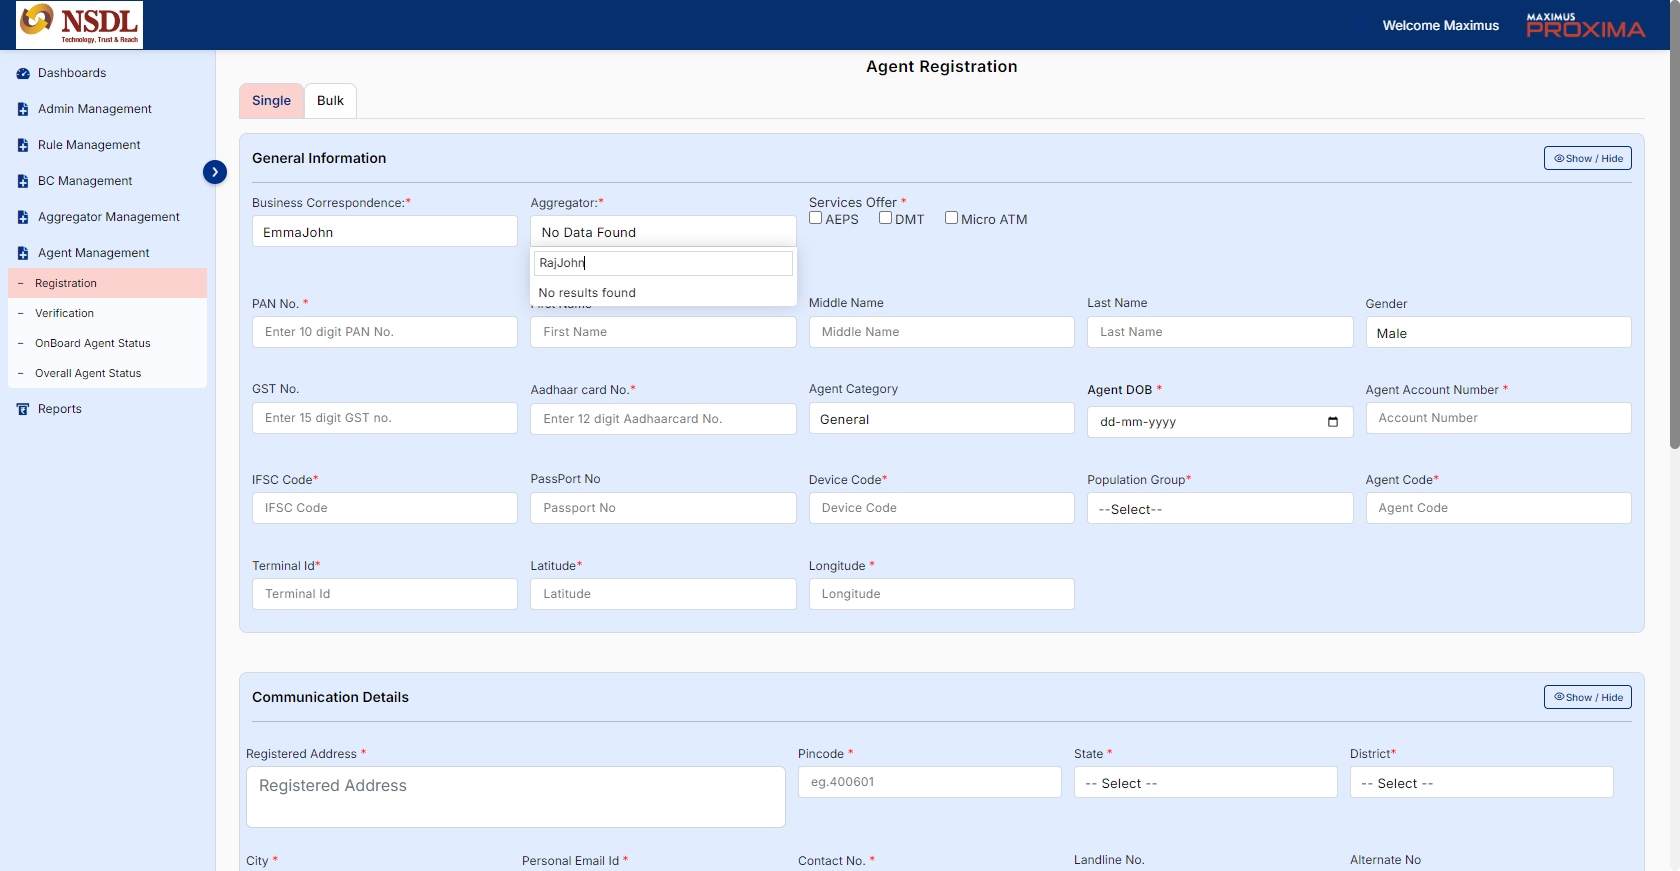 NSDL
Technology, Trust & Reach
Welcome Maximus
MAXIMUS
PROXIMA
Dashboards
Admin Management
Rule Management
BC Management
Aggregator Management
Agent Management
– Registration
– Verification
– OnBoard Agent Status
– Overall Agent Status
Reports
Agent Registration
Single Bulk
General Information Show / Hide
Business Correspondence:* Aggregator:* Services Offer *
EmmaJohn No Data Found AEPS DMT Micro ATM
RajJohn
No results found
PAN No. * First Name Middle Name Last Name Gender
Enter 10 digit PAN No. First Name Middle Name Last Name Male
GST No. Aadhaar card No.* Agent Category Agent DOB * Agent Account Number *
Enter 15 digit GST no. Enter 12 digit Aadhaarcard No. General dd-mm-yyyy Account Number
IFSC Code* PassPort No Device Code* Population Group* Agent Code*
IFSC Code Passport No Device Code --Select-- Agent Code
Terminal Id* Latitude* Longitude *
Terminal Id Latitude Longitude
Communication Details Show / Hide
Registered Address * Pincode * State * District*
Registered Address eg.400601 -- Select -- -- Select --
City * Personal Email Id * Contact No. * Landline No. Alternate No